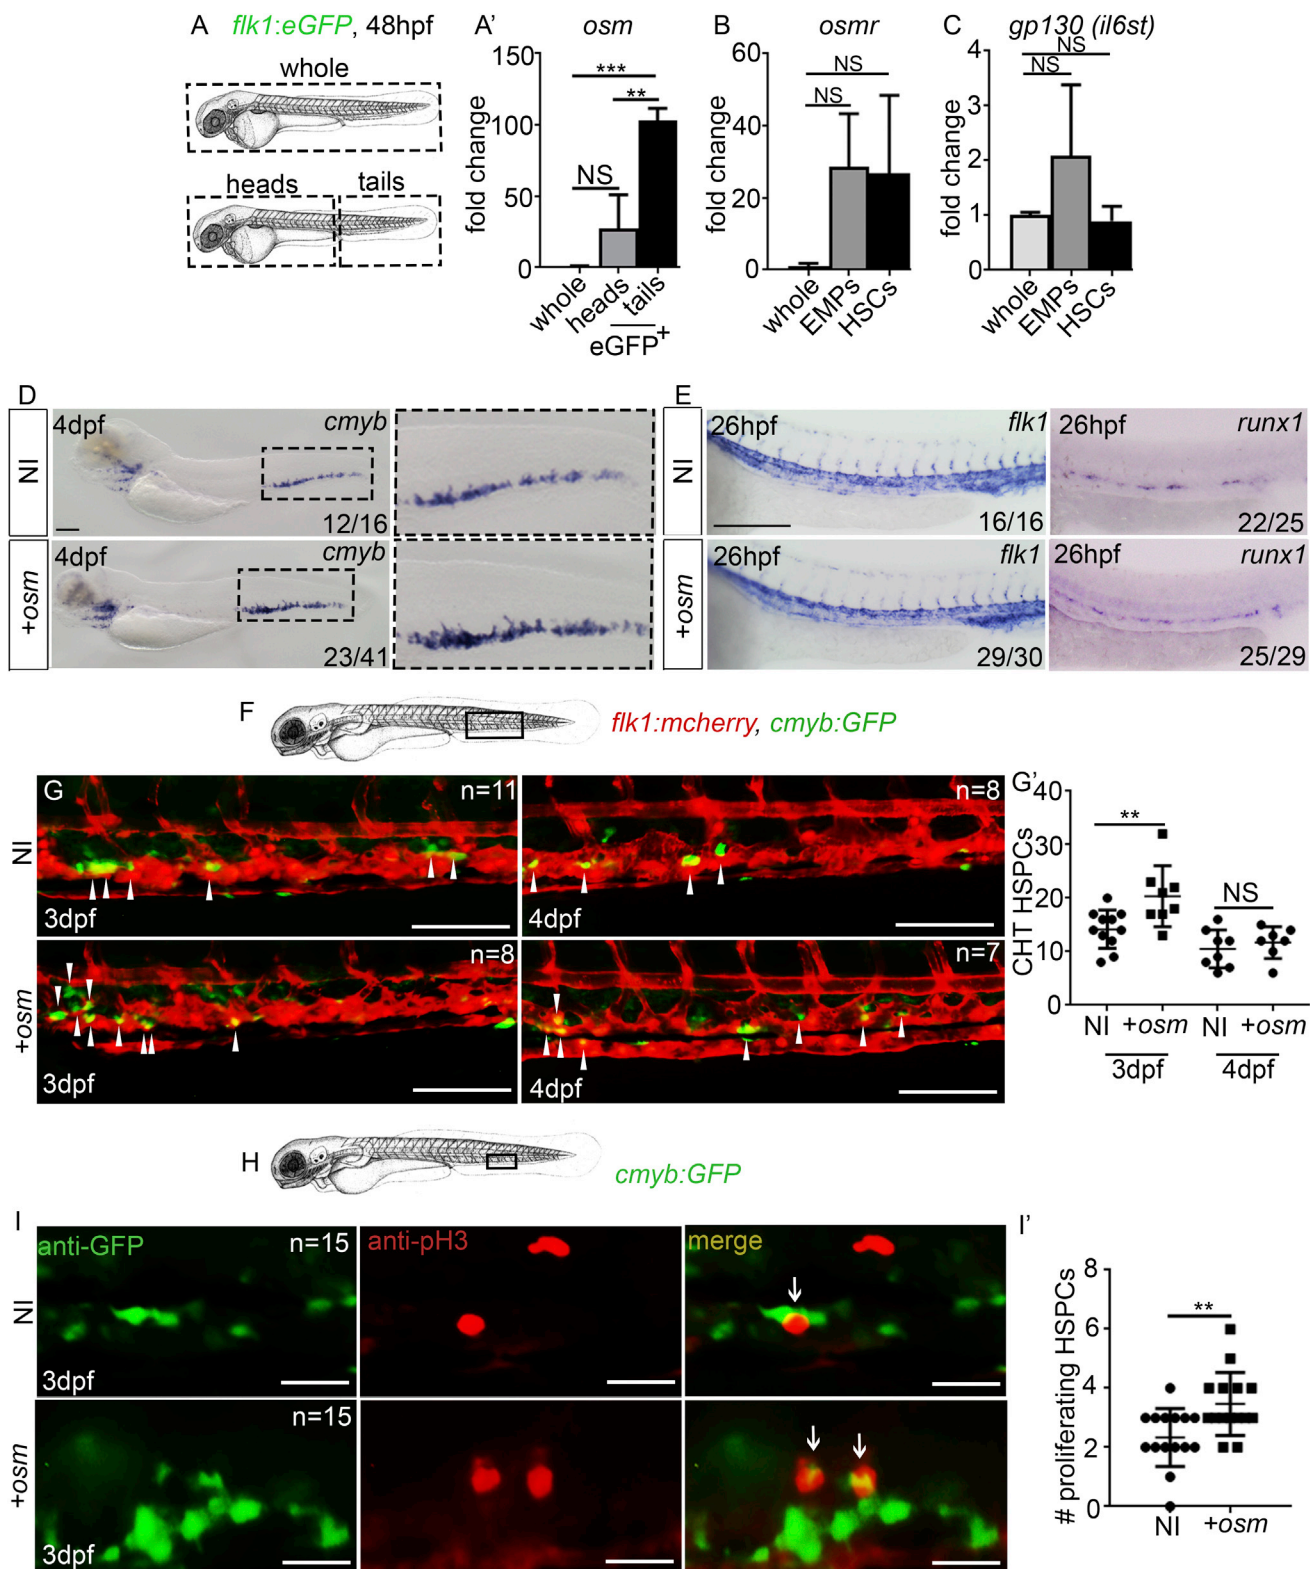 A flk1:eGFP, 48hpf
whole
heads tails
A' osm
fold change
150
100
50
0
***
**
NS
whole
heads
tails
eGFP+
B osmr
fold change
60
40
20
0
NS
NS
whole
EMPs
HSCs
C gp130 (il6st)
fold change
4
3
2
1
0
NS
NS
whole
EMPs
HSCs
D
NI
4dpf cmyb
12/16
+osm
4dpf cmyb
23/41
E
NI
26hpf flk1
16/16
26hpf runx1
22/25
+osm
26hpf flk1
29/30
26hpf runx1
25/29
F flk1:mcherry, cmyb:GFP
G
NI
n=11
3dpf
n=8
4dpf
+osm
n=8
3dpf
n=7
4dpf
G'
CHT HSPCs
40
30
20
10
0
**
NS
NI +osm NI +osm
3dpf 4dpf
H cmyb:GFP
I
NI
anti-GFP n=15
3dpf
anti-pH3
merge
+osm
n=15
3dpf
I'
# proliferating HSPCs
8
6
4
2
0
**
NI +osm